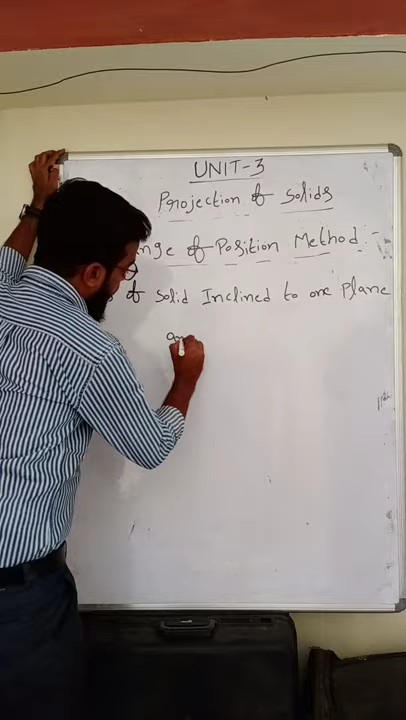 UNIT-3
Projection of Solids
nge of Position Method :-
of Solid Inclined to one Plane